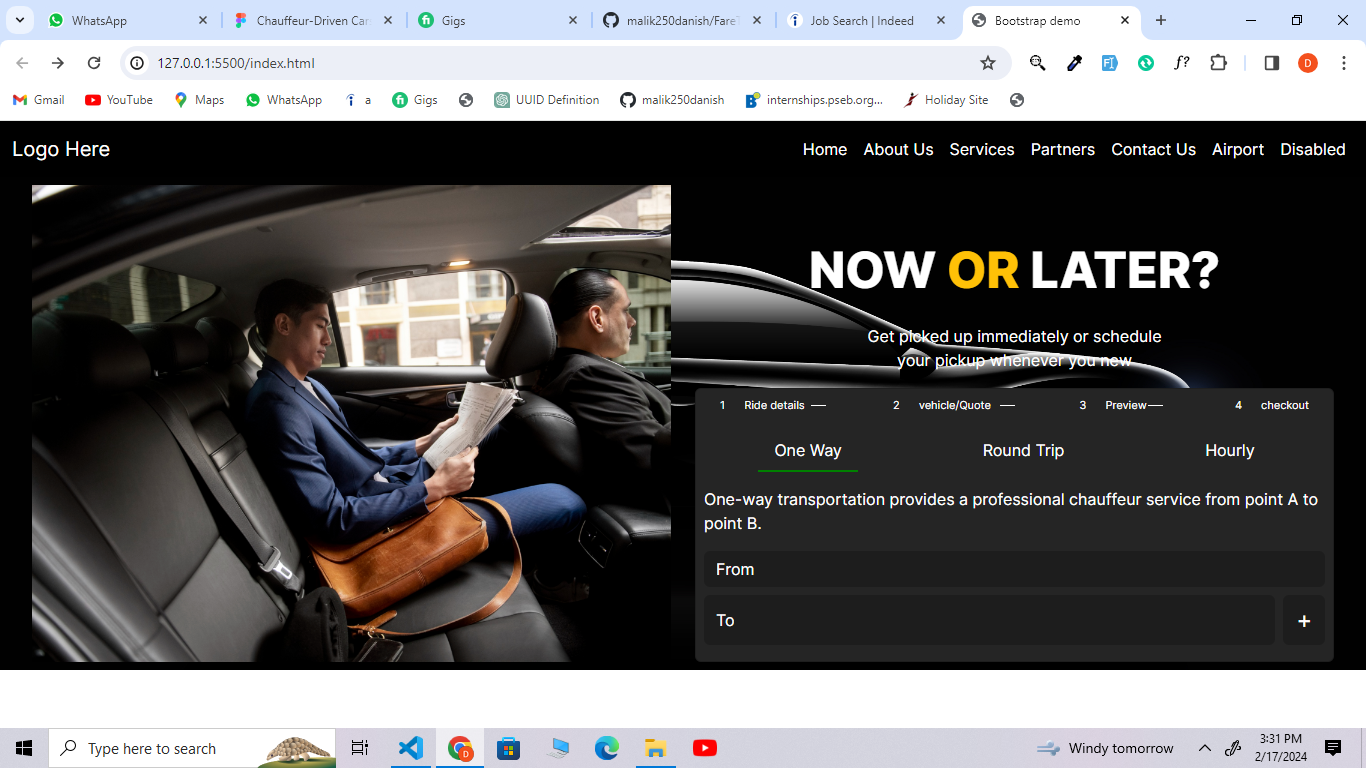 WhatsApp
Chauffeur-Driven Car
Gigs
malik250danish/Fare
Job Search | Indeed
Bootstrap demo
127.0.0.1:5500/index.html
f?
D
Gmail
YouTube
Maps
WhatsApp
a
Gigs
UUID Definition
malik250danish
internships.pseb.org...
Holiday Site
Logo Here
Home About Us Services Partners Contact Us Airport Disabled
NOW OR LATER?
Get picked up immediately or schedule
your pickup whenever you new
1 Ride details — 2 vehicle/Quote — 3 Preview— 4 checkout
One Way Round Trip Hourly
One-way transportation provides a professional chauffeur service from point A to
point B.
From
To
+
Type here to search
Windy tomorrow
3:31 PM
2/17/2024